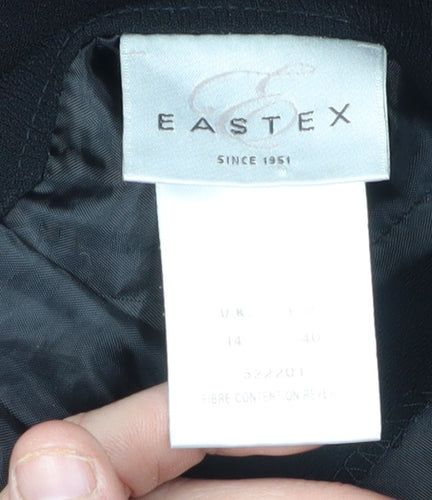 EASTEX
SINCE 1951
U.K.
14 40
522201
FIBRE CONTENT ON REVERSE